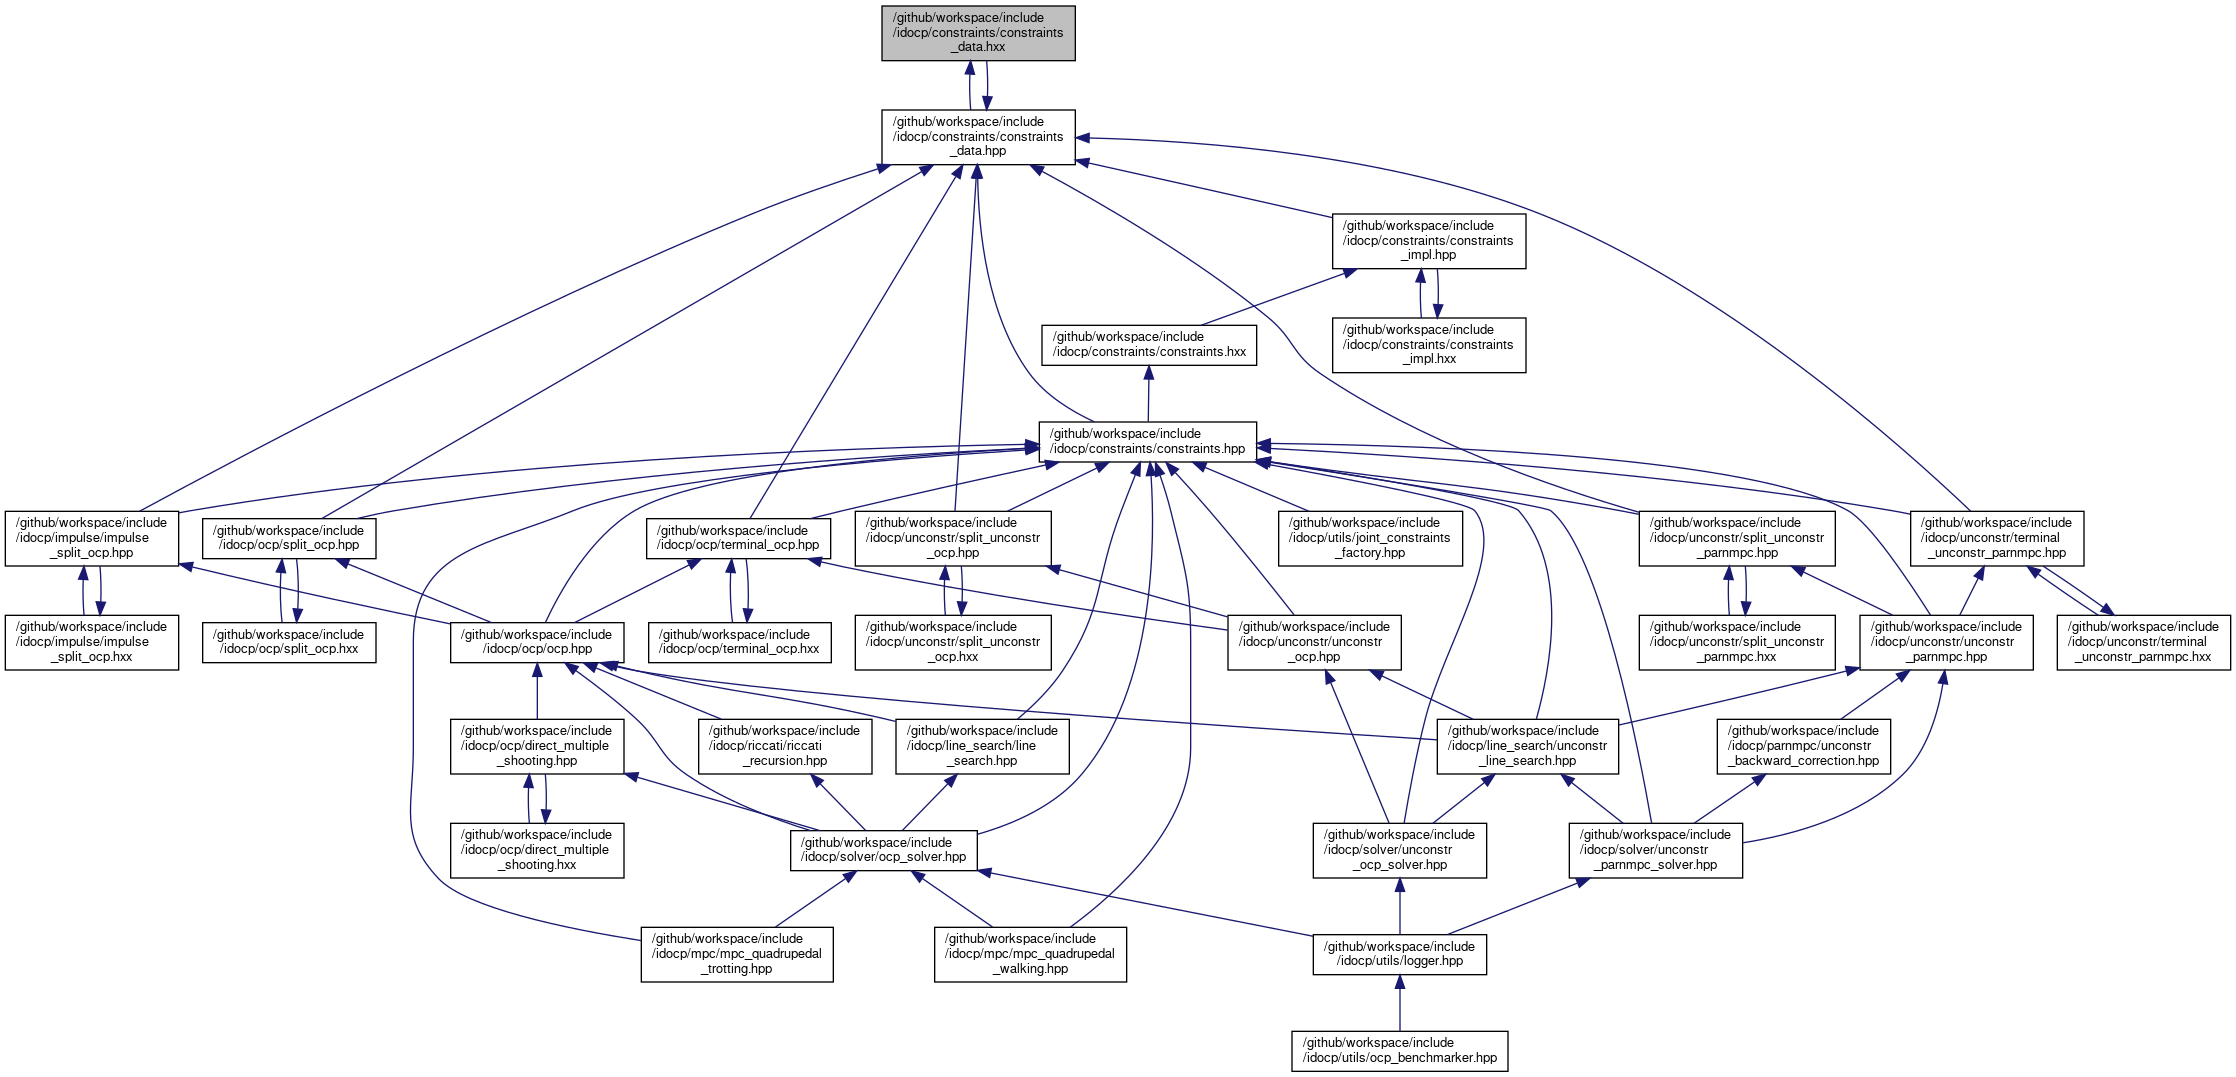 /github/workspace/include
/idocp/constraints/constraints
_data.hxx
/github/workspace/include
/idocp/constraints/constraints
_data.hpp
/github/workspace/include
/idocp/constraints/constraints
_impl.hpp
/github/workspace/include
/idocp/constraints/constraints.hxx
/github/workspace/include
/idocp/constraints/constraints
_impl.hxx
/github/workspace/include
/idocp/constraints/constraints.hpp
/github/workspace/include
/idocp/impulse/impulse
_split_ocp.hpp
/github/workspace/include
/idocp/ocp/split_ocp.hpp
/github/workspace/include
/idocp/ocp/terminal_ocp.hpp
/github/workspace/include
/idocp/unconstr/split_unconstr
_ocp.hpp
/github/workspace/include
/idocp/utils/joint_constraints
_factory.hpp
/github/workspace/include
/idocp/unconstr/split_unconstr
_parnmpc.hpp
/github/workspace/include
/idocp/unconstr/terminal
_unconstr_parnmpc.hpp
/github/workspace/include
/idocp/impulse/impulse
_split_ocp.hxx
/github/workspace/include
/idocp/ocp/split_ocp.hxx
/github/workspace/include
/idocp/ocp/ocp.hpp
/github/workspace/include
/idocp/ocp/terminal_ocp.hxx
/github/workspace/include
/idocp/unconstr/split_unconstr
_ocp.hxx
/github/workspace/include
/idocp/unconstr/unconstr
_ocp.hpp
/github/workspace/include
/idocp/unconstr/split_unconstr
_parnmpc.hxx
/github/workspace/include
/idocp/unconstr/unconstr
_parnmpc.hpp
/github/workspace/include
/idocp/unconstr/terminal
_unconstr_parnmpc.hxx
/github/workspace/include
/idocp/ocp/direct_multiple
_shooting.hpp
/github/workspace/include
/idocp/riccati/riccati
_recursion.hpp
/github/workspace/include
/idocp/line_search/line
_search.hpp
/github/workspace/include
/idocp/line_search/unconstr
_line_search.hpp
/github/workspace/include
/idocp/parnmpc/unconstr
_backward_correction.hpp
/github/workspace/include
/idocp/ocp/direct_multiple
_shooting.hxx
/github/workspace/include
/idocp/solver/ocp_solver.hpp
/github/workspace/include
/idocp/solver/unconstr
_ocp_solver.hpp
/github/workspace/include
/idocp/solver/unconstr
_parnmpc_solver.hpp
/github/workspace/include
/idocp/mpc/mpc_quadrupedal
_trotting.hpp
/github/workspace/include
/idocp/mpc/mpc_quadrupedal
_walking.hpp
/github/workspace/include
/idocp/utils/logger.hpp
/github/workspace/include
/idocp/utils/ocp_benchmarker.hpp